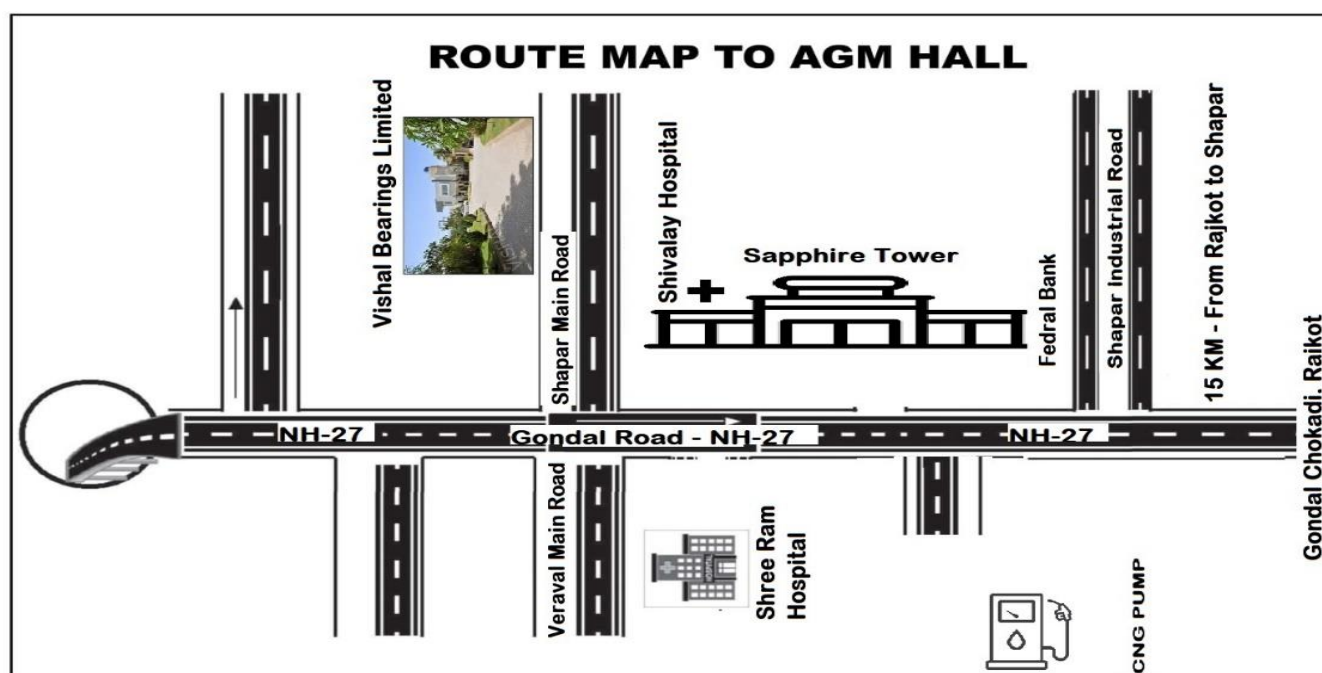 ROUTE MAP TO AGM HALL
Vishal Bearings Limited
Shapar Main Road
Shivalay Hospital
Sapphire Tower
Fedral Bank
Shapar Industrial Road
15 KM - From Rajkot to Shapar
NH-27
Gondal Road - NH-27
NH-27
Gondal Chokadi. Raikot
Veraval Main Road
HOSPITAL
Shree Ram
Hospital
CNG PUMP